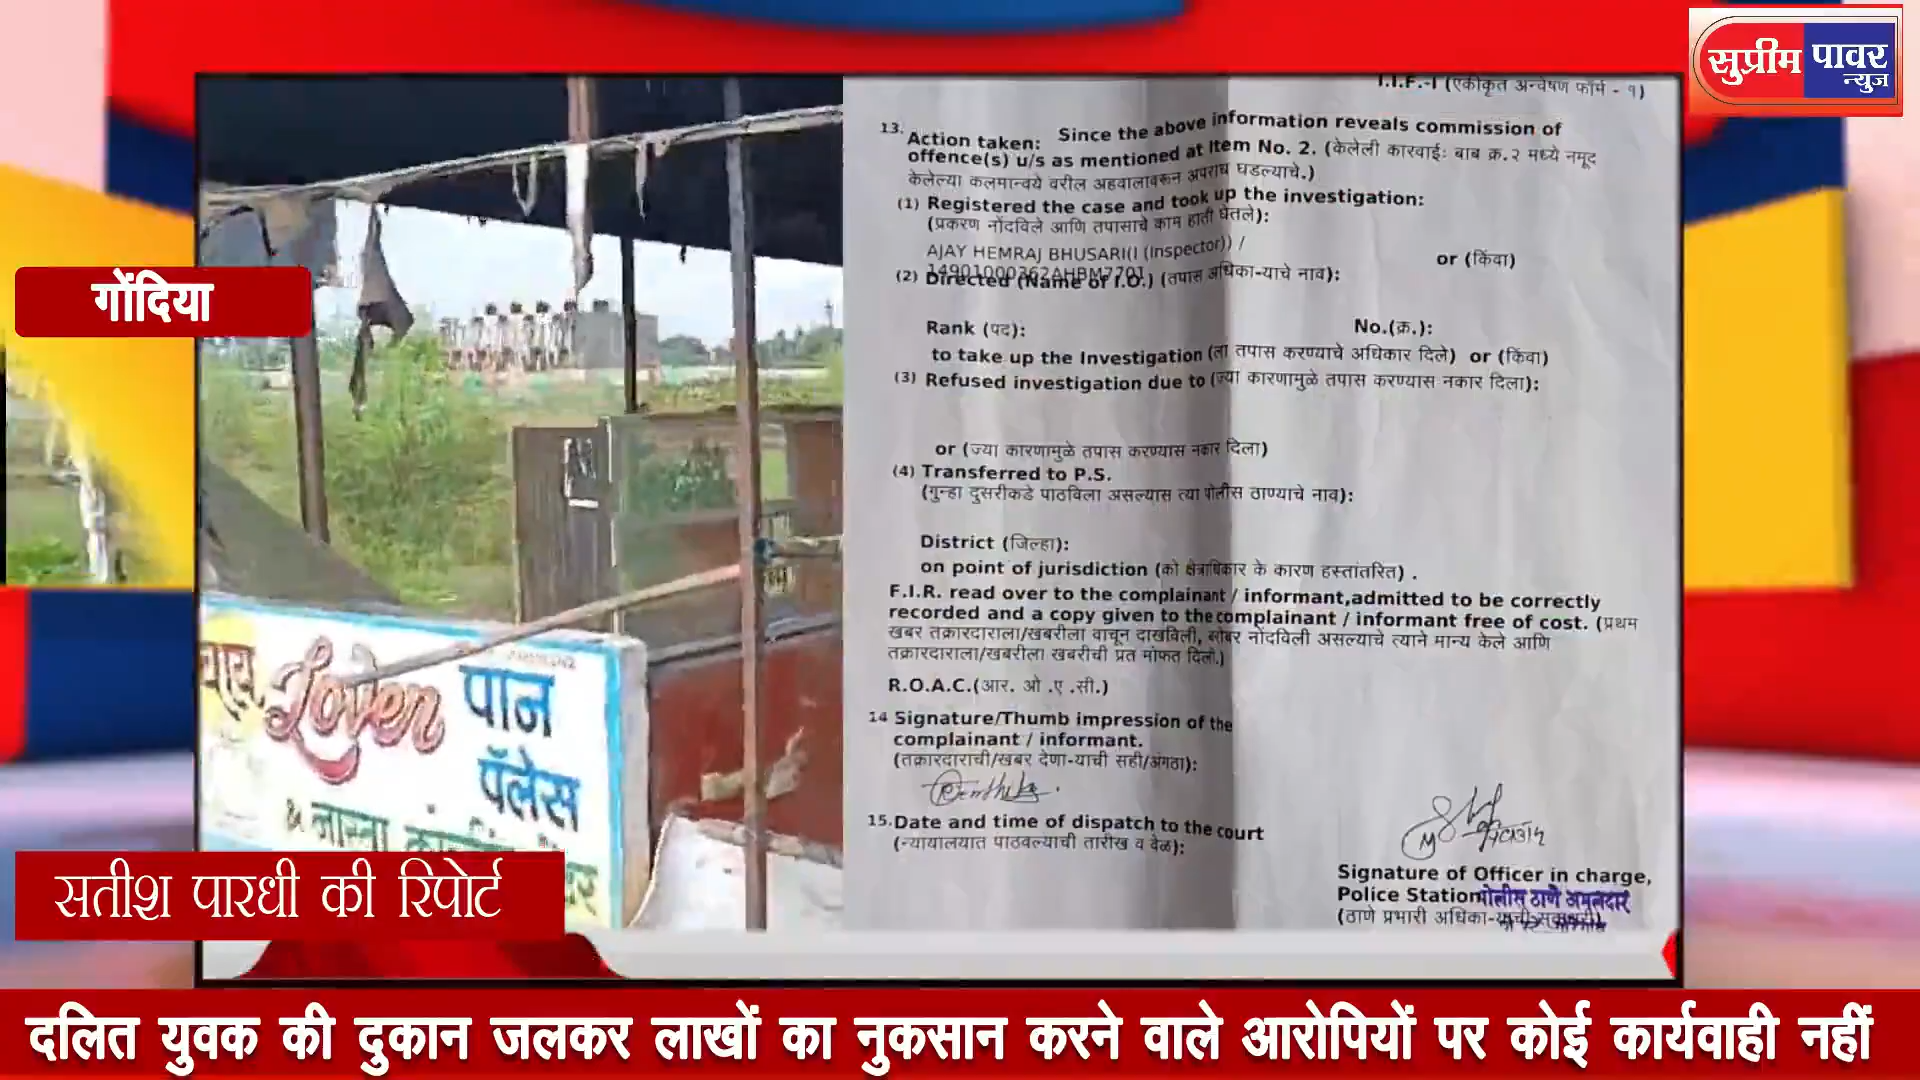 सुप्रीम पावर
न्युज
गोंदिया
I.I.F.-I (एकीकृत अन्वेषण फॉर्म - १)
13. Action taken: Since the above information reveals commission of
offence(s) u/s as mentioned at Item No. 2. (केलेली कारवाई: बाब क्र.२ मध्ये नमूद
केलेल्या कलमान्वये वरील अहवालावरून अपराध घडल्याचे.)
(1) Registered the case and took up the investigation:
(प्रकरण नोंदविले आणि तपासाचे काम हाती घेतले):
AJAY HEMRAJ BHUSARI(I (Inspector)) /
or (किंवा)
14901000362AHBM7701
(2) Directed (Name of I.O.) (तपास अधिका-याचे नाव):
Rank (पद): No.(क्र.):
to take up the Investigation (ला तपास करण्याचे अधिकार दिले) or (किंवा)
(3) Refused investigation due to (ज्या कारणामुळे तपास करण्यास नकार दिला):
or (ज्या कारणामुळे तपास करण्यास नकार दिला)
(4) Transferred to P.S.
(गुन्हा दुसरीकडे पाठविला असल्यास त्या पोलीस ठाण्याचे नाव):
District (जिल्हा):
on point of jurisdiction (को क्षेत्राधिकार के कारण हस्तांतरित) .
F.I.R. read over to the complainant / informant,admitted to be correctly
recorded and a copy given to the complainant / informant free of cost. (प्रथम
खबर तक्रारदाराला/खबरीला वाचून दाखविली, बरोबर नोंदविली असल्याचे त्याने मान्य केले आणि
तक्रारदाराला/खबरीला खबरीची प्रत मोफत दिली.)
R.O.A.C.(आर. ओ .ए .सी.)
14 Signature/Thumb impression of the
complainant / informant.
(तक्रारदाराची/खबर देणा-याची सही/अंगठा):
15. Date and time of dispatch to the court
(न्यायालयात पाठवल्याची तारीख व वेळ):
Signature of Officer in charge,
Police Station पोलीस ठाणे अमलदार
(ठाणे प्रभारी अधिका-याची
चाय Lover पान
पॅलेस
& नाश्ता
सतीश पारधी की रिपोर्ट
दलित युवक की दुकान जलकर लाखों का नुकसान करने वाले आरोपियों पर कोई कार्यवाही नहीं